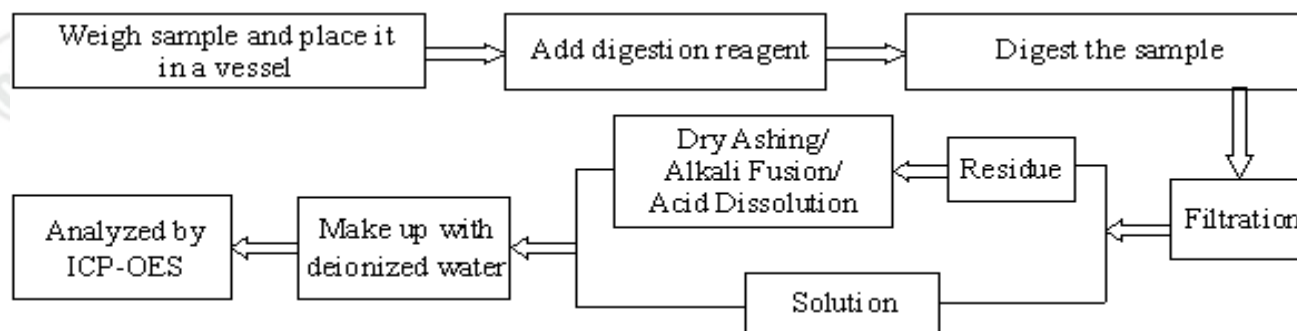 Weigh sample and place it
in a vessel
Add digestion reagent
Digest the sample
Dry Ashing/
Alkali Fusion/
Acid Dissolution
Residue
Filtration
Analyzed by
ICP-OES
Make up with
deionized water
Solution